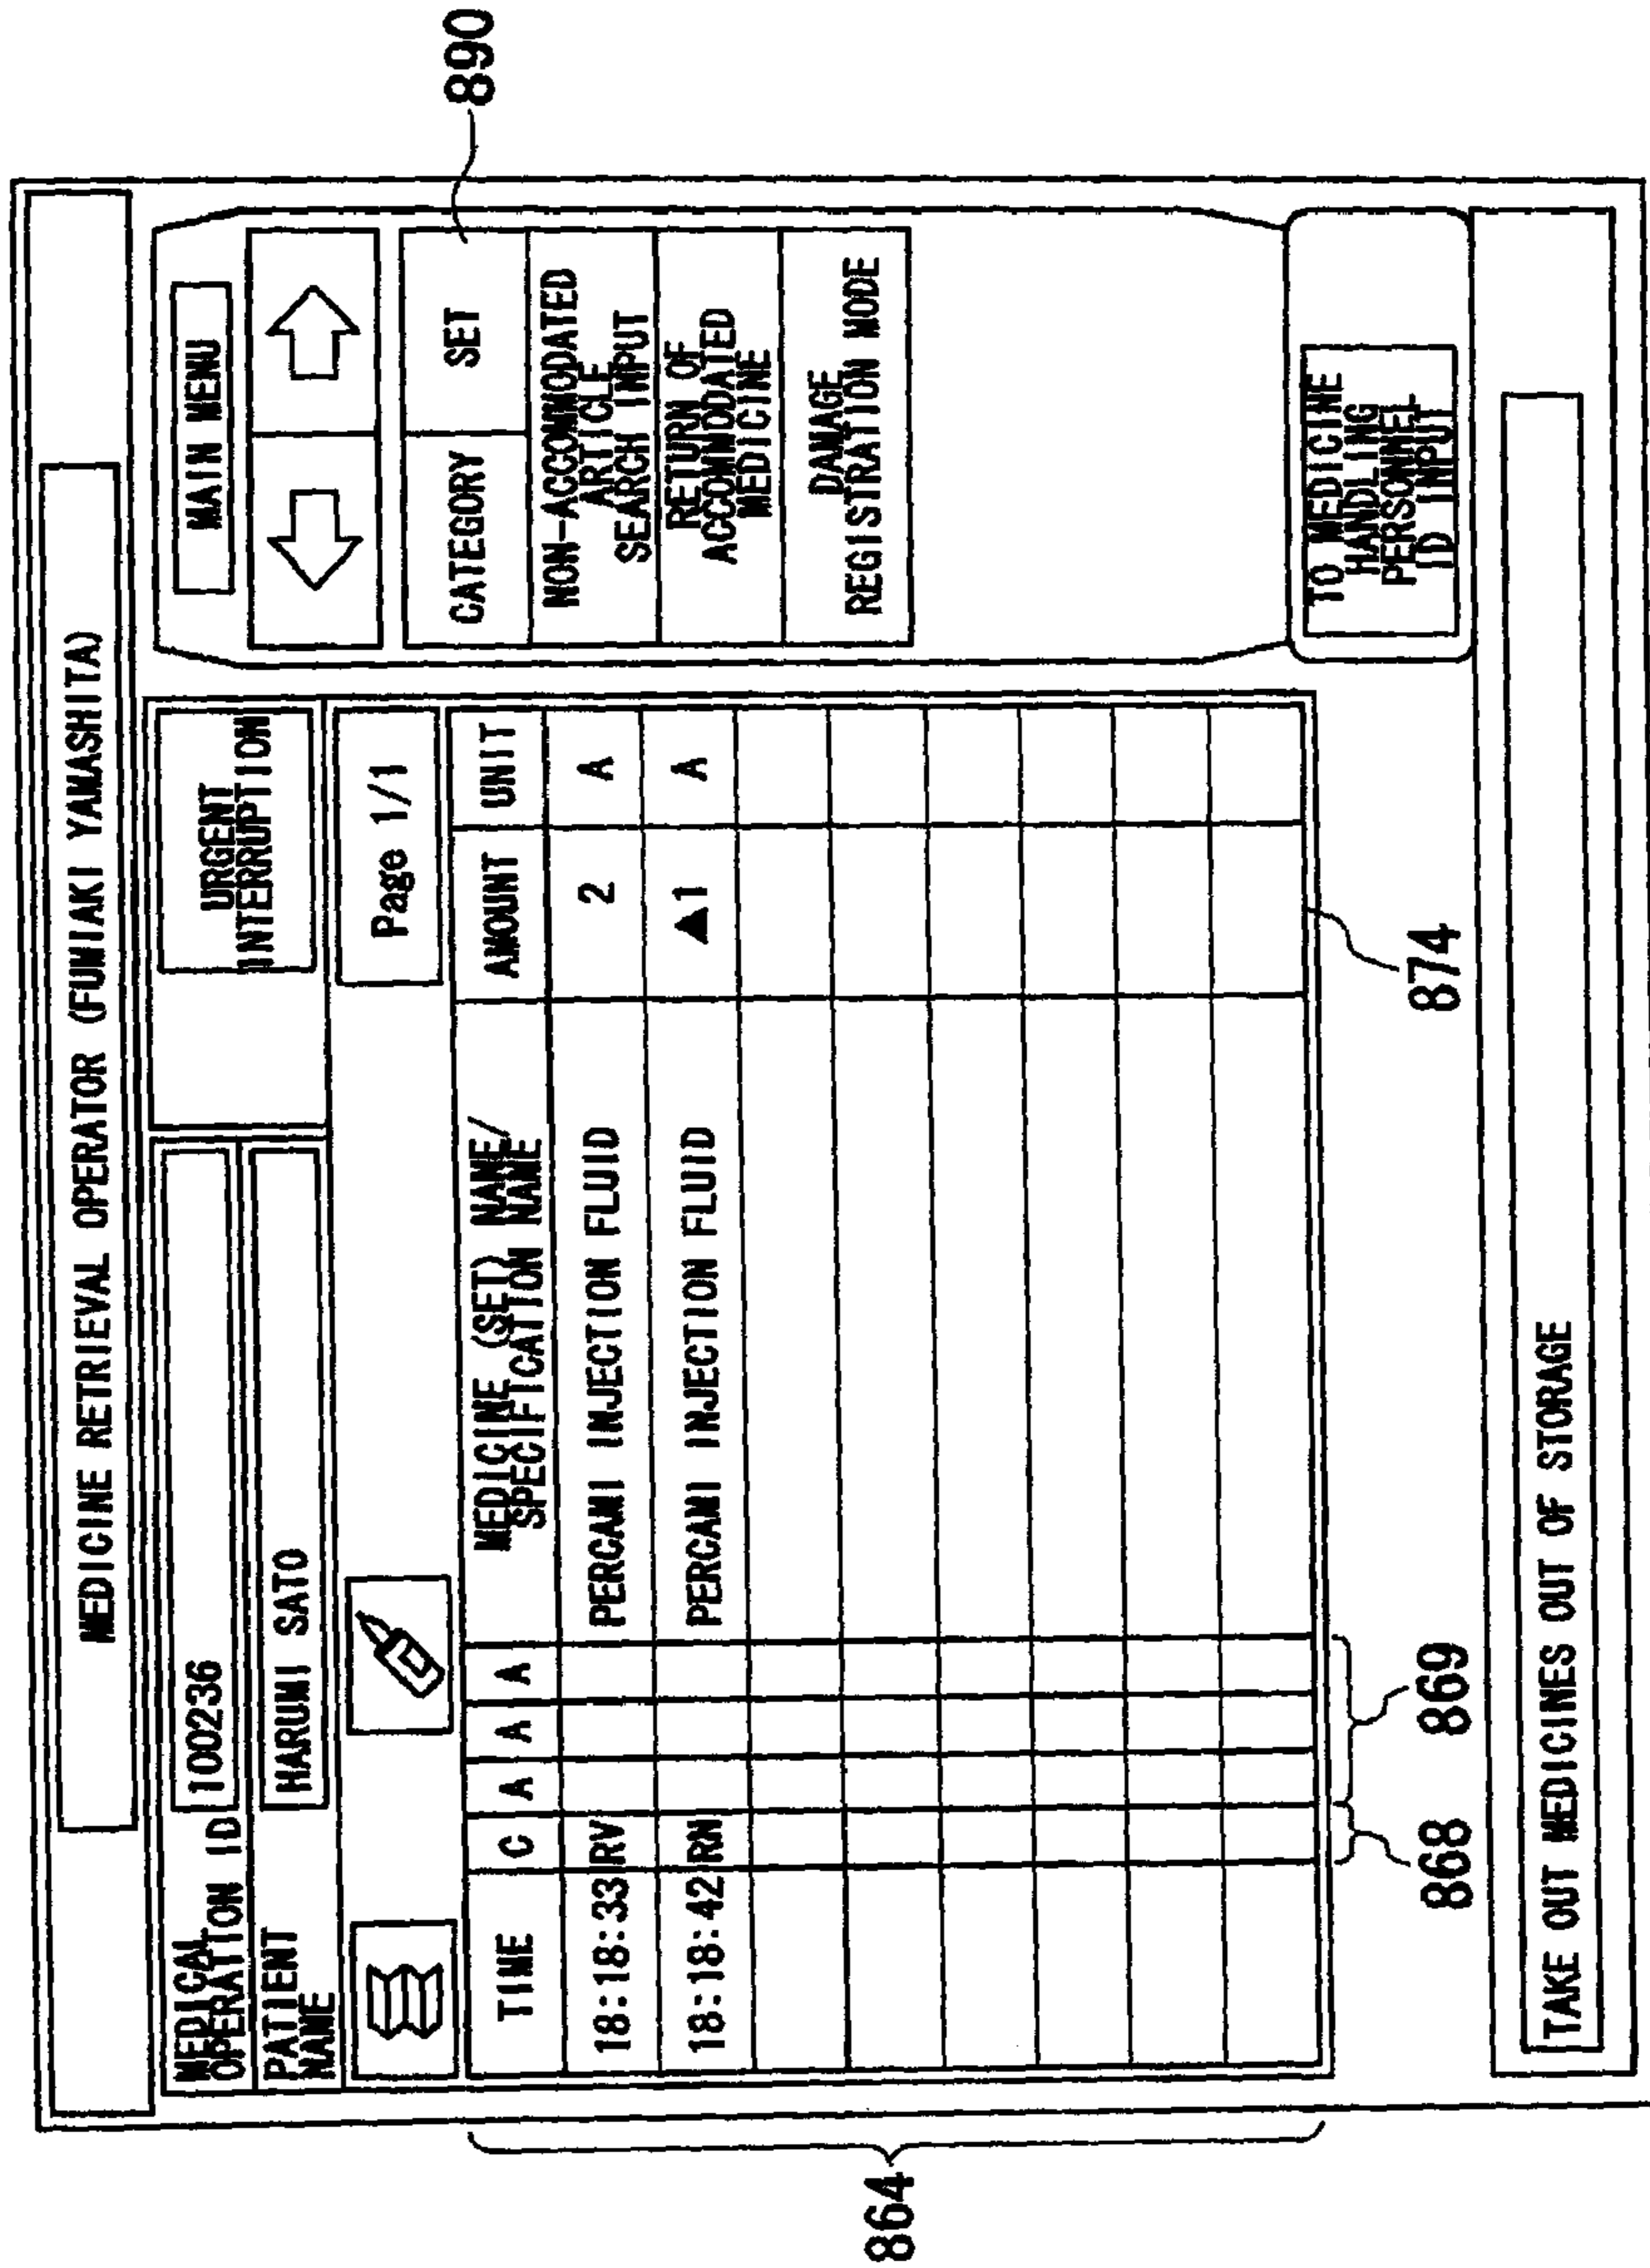 MEDICINE RETRIEVAL OPERATOR (FUMIAKI YAMASHITA)
MEDICAL
OPERATION ID 100236
PATIENT
NAME
HARUMI SATO
URGENT
INTERRUPTION
Page 1/1
TIME C A A A MEDICINE (SET) NAME/
SPECIFICATION NAME AMOUNT UNIT
18:18:33 RV PERCAMI INJECTION FLUID 2 A
18:18:42 RN PERCAMI INJECTION FLUID ▲1 A
MAIN MENU
CATEGORY SET
NON-ACCOMMODATED
ARTICLE
SEARCH INPUT
RETURN OF
ACCOMMODATED
MEDICINE
DAMAGE
REGISTRATION MODE
TO MEDICINE
HANDLING
PERSONNEL
ID INPUT
TAKE OUT MEDICINES OUT OF STORAGE
864
868
869
874
890